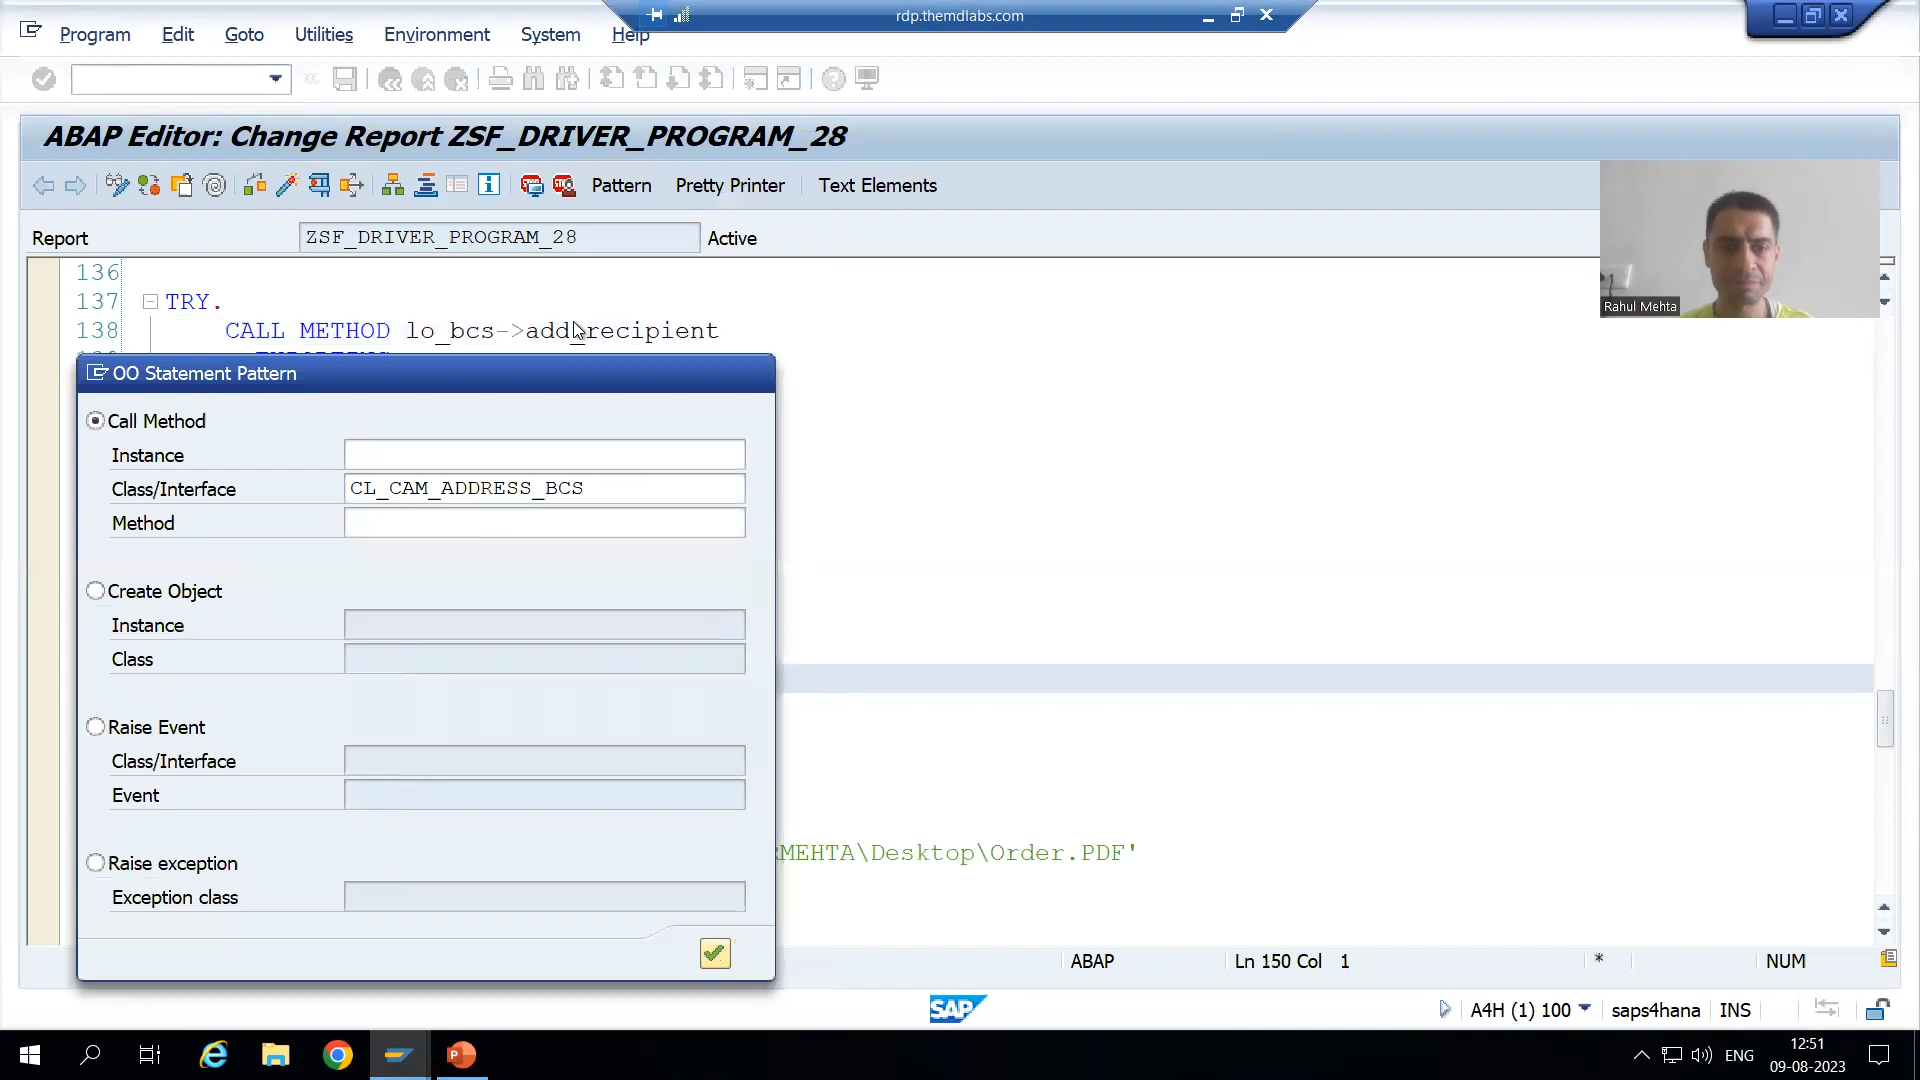 rdp.themdlabs.com
Program Edit Goto Utilities Environment System Help
ABAP Editor: Change Report ZSF_DRIVER_PROGRAM_28
Pattern Pretty Printer Text Elements
Report ZSF_DRIVER_PROGRAM_28 Active
Rahul Mehta
136
137 TRY.
138 CALL METHOD lo_bcs->add_recipient
OO Statement Pattern
Call Method
Instance
Class/Interface CL_CAM_ADDRESS_BCS
Method
Create Object
Instance
Class
Raise Event
Class/Interface
Event
Raise exception
Exception class
MEHTA\Desktop\Order.PDF'
ABAP Ln 150 Col 1 * NUM
SAP A4H (1) 100 saps4hana INS
ENG 12:51
09-08-2023